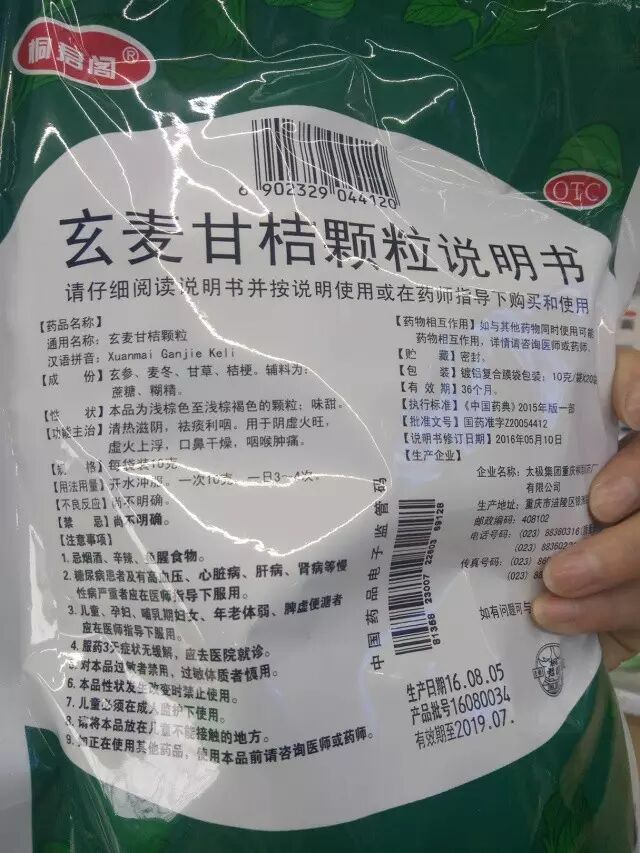 桐君阁®
6 902329 044120
OTC
玄麦甘桔颗粒说明书
请仔细阅读说明书并按说明使用或在药师指导下购买和使用
【药品名称】
通用名称：玄麦甘桔颗粒
汉语拼音：Xuanmai Ganjie Keli
【成 份】玄参、麦冬、甘草、桔梗。辅料为：
蔗糖、糊精。
【性 状】本品为浅棕色至浅棕褐色的颗粒；味甜。
【功能主治】清热滋阴，祛痰利咽。用于阴虚火旺，
虚火上浮，口鼻干燥，咽喉肿痛。
【规 格】每袋装10克
【用法用量】开水冲服。一次10克，一日3～4次。
【不良反应】尚不明确。
【禁 忌】尚不明确。
【注意事项】
1. 忌烟酒、辛辣、鱼腥食物。
2. 糖尿病患者及有高血压、心脏病、肝病、肾病等慢
性病严重者应在医师指导下服用。
3. 儿童、孕妇、哺乳期妇女、年老体弱、脾虚便溏者
应在医师指导下服用。
4. 服药3天症状无缓解，应去医院就诊。
5. 对本品过敏者禁用，过敏体质者慎用。
6. 本品性状发生改变时禁止使用。
7. 儿童必须在成人监护下使用。
8. 请将本品放在儿童不能接触的地方。
9. 如正在使用其他药品，使用本品前请咨询医师或药师。
【药物相互作用】如与其他药物同时使用可能
药物相互作用，详情请咨询医师或药师。
【贮 藏】密封。
【包 装】镀铝复合膜袋包装；10克/袋X20袋
【有 效 期】36个月。
【执行标准】《中国药典》2015年版一部
【批准文号】国药准字Z20054412
【说明书修订日期】2016年05月10日
【生产企业】
企业名称：太极集团重庆
有限公司
生产地址：重庆市涪陵区
邮政编码：408102
电话号码：(023) 88360316
(023)
传真号码：(023)
(023)
如有问题可与
中国药品电子监管码
81368 23007 22603 69128
生产日期16.08.05
产品批号16080034
有效期至2019.07.